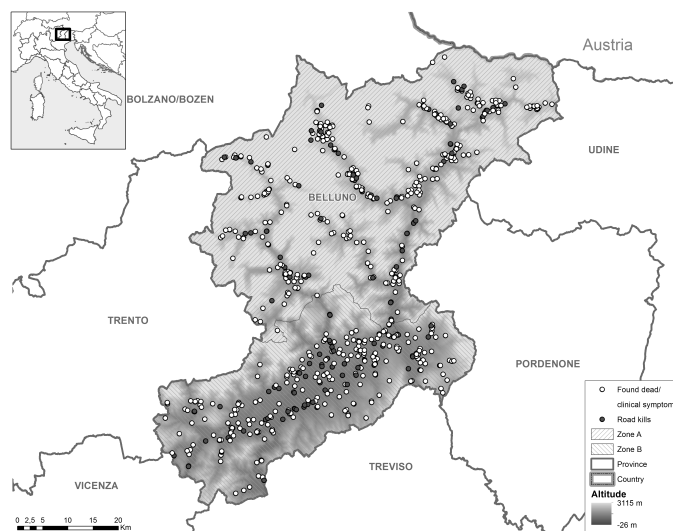 Austria
BOLZANO/BOZEN
UDINE
BELLUNO
TRENTO
PORDENONE
VICENZA
TREVISO
Found dead/
clinical symptom
Road kills
Zone A
Zone B
Province
Country
Altitude
3115 m
-26 m
0 2,5 5 10 15 20
Km